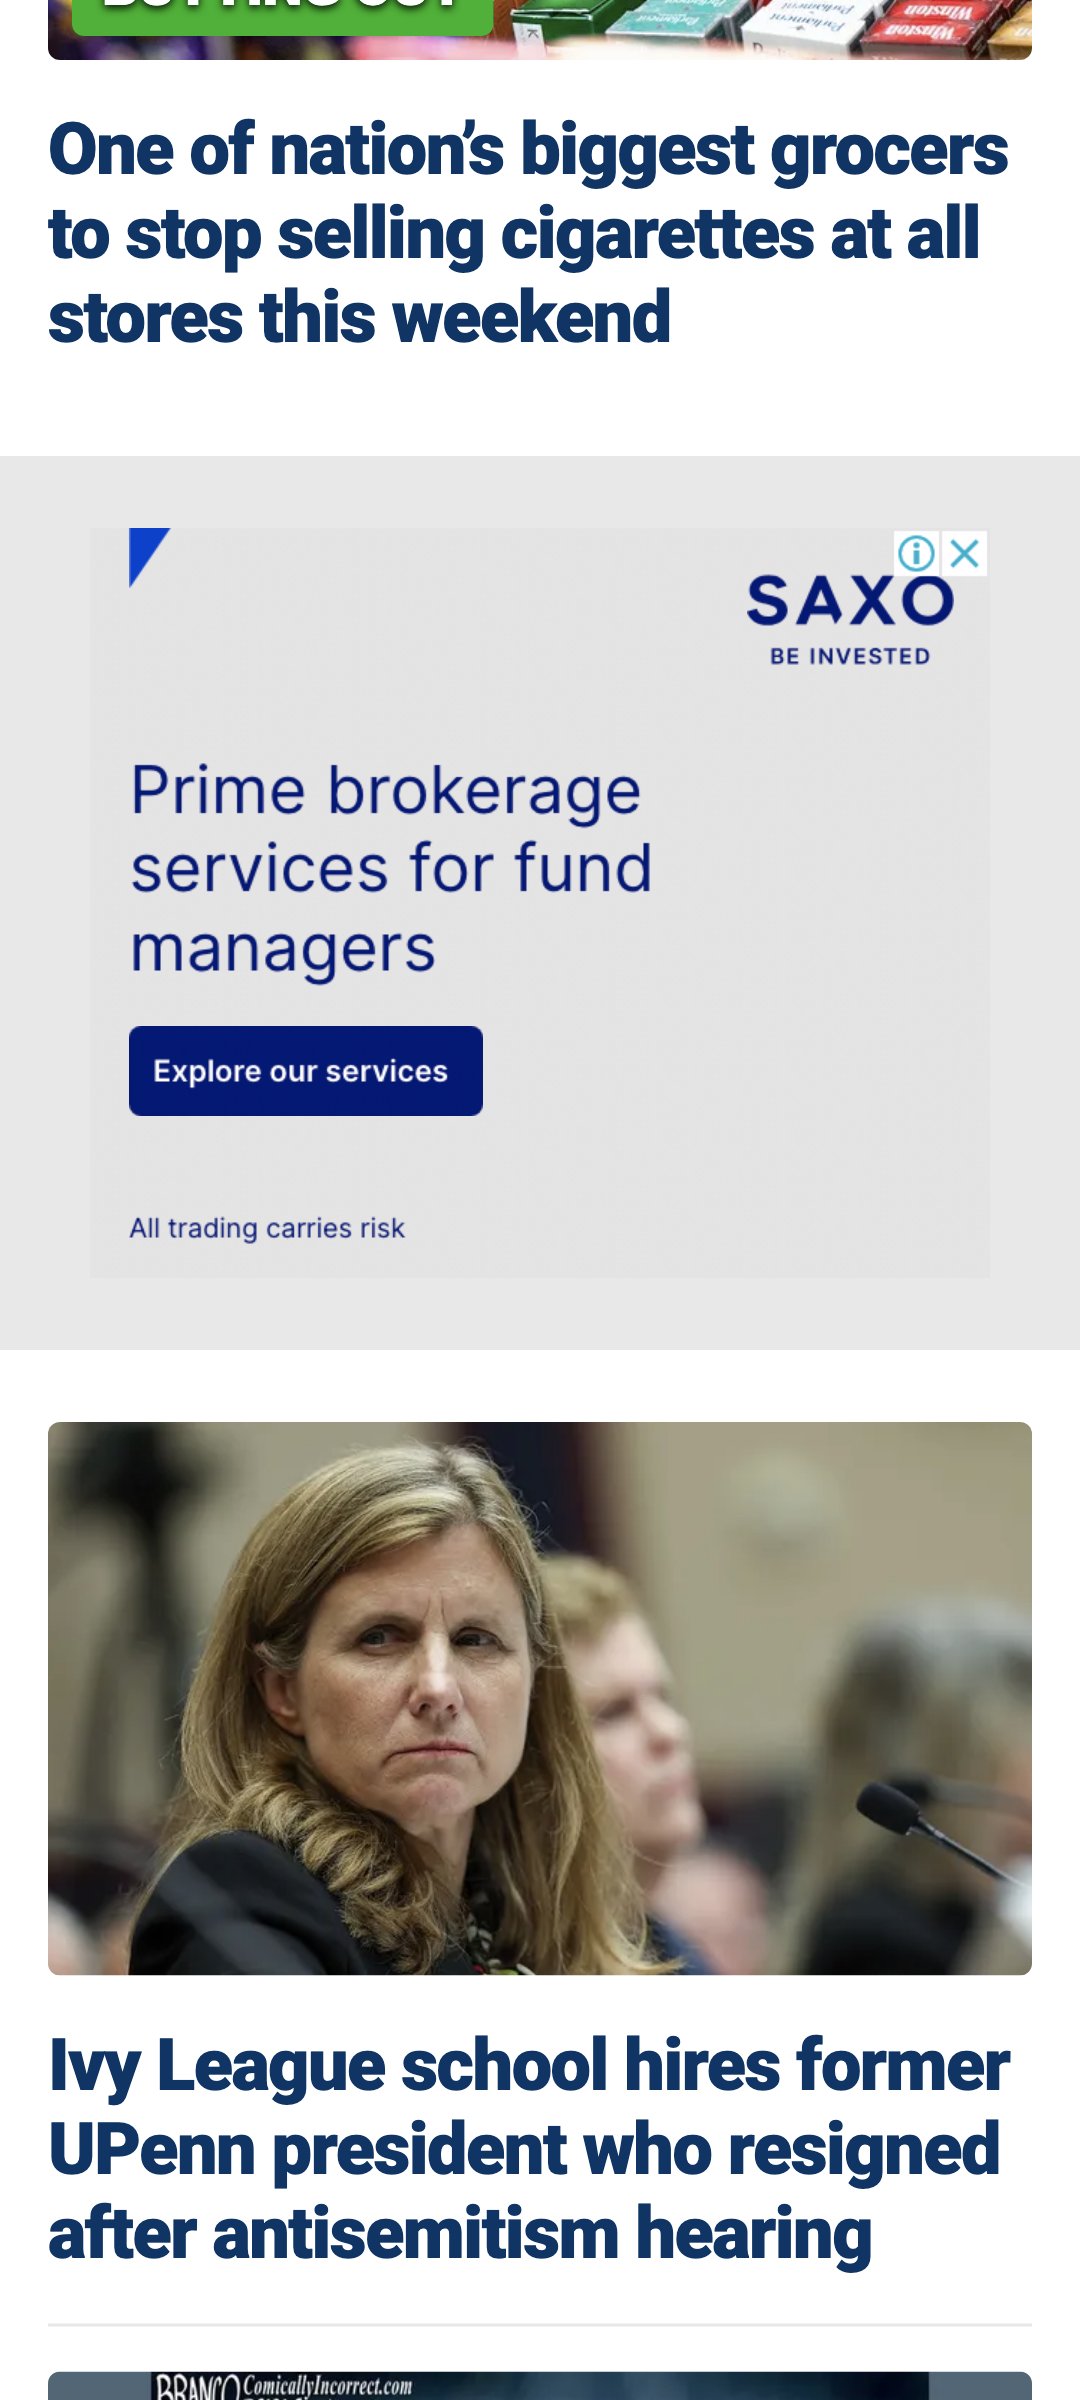 One of nation’s biggest grocers
to stop selling cigarettes at all
stores this weekend
SAXO
BE INVESTED
Prime brokerage
services for fund
managers
Explore our services
All trading carries risk
Ivy League school hires former
UPenn president who resigned
after antisemitism hearing
BRANCO ComicallyIncorrect.com